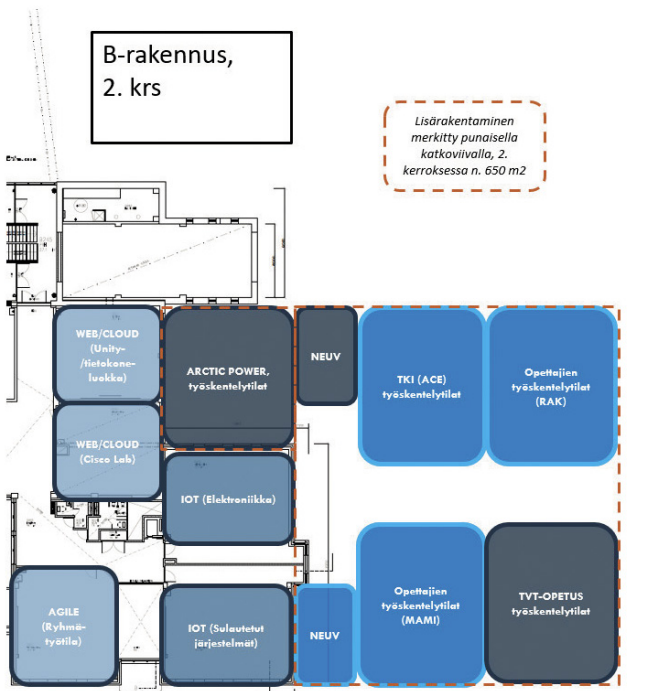 B-rakennus,
2. krs
Lisärakentaminen
merkitty punaisella
katkoviivalla, 2.
kerroksessa n. 650 m2
WEB/CLOUD
(Unity-
/tietokone-
luokka)
ARCTIC POWER,
työskentelytilat
NEUV
TKI (ACE)
työskentelytilat
Opettajien
työskentelytilat
(RAK)
WEB/CLOUD
(Cisco Lab)
IOT (Elektroniikka)
AGILE
(Ryhmä-
työtila)
IOT (Sulautetut
järjestelmät)
NEUV
Opettajien
työskentelytilat
(MAMI)
TVT-OPETUS
työskentelytilat